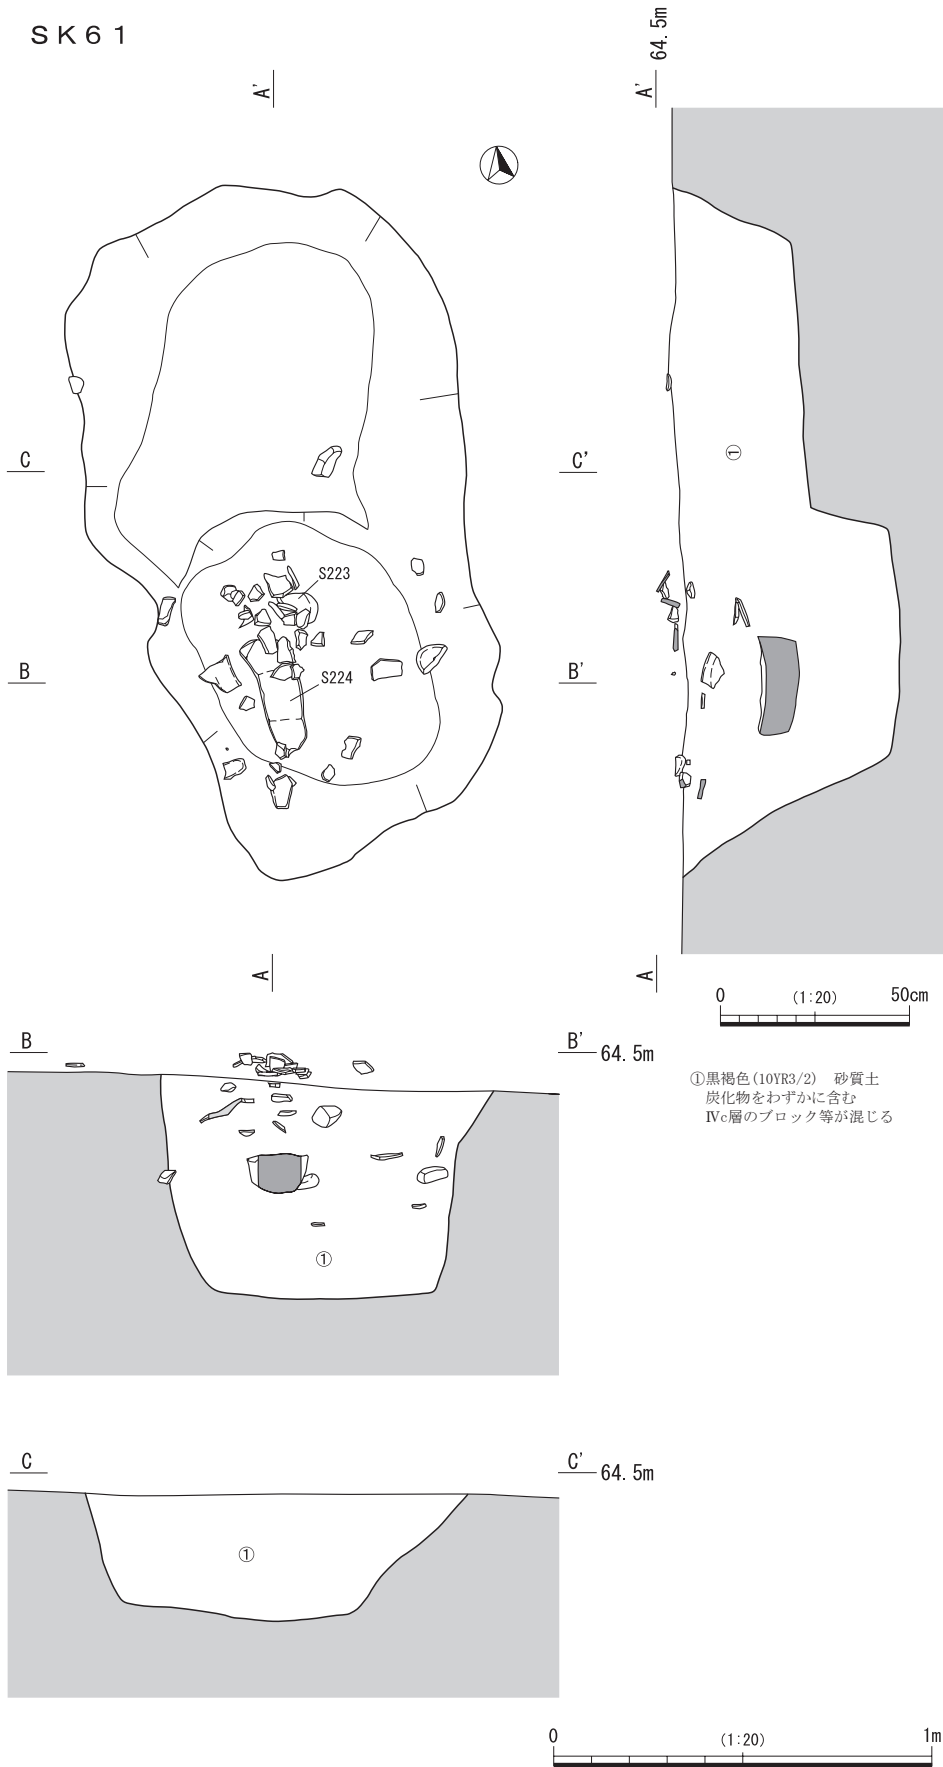 SK61
A'
A'
64.5m
C
C'
①
S223
S224
B
B'
A
A
0 (1:20) 50cm
B
B'
64.5m
①黒褐色(10YR3/2) 砂質土
炭化物をわずかに含む
Ⅳc層のブロック等が混じる
①
C
C'
64.5m
①
0 (1:20) 1m